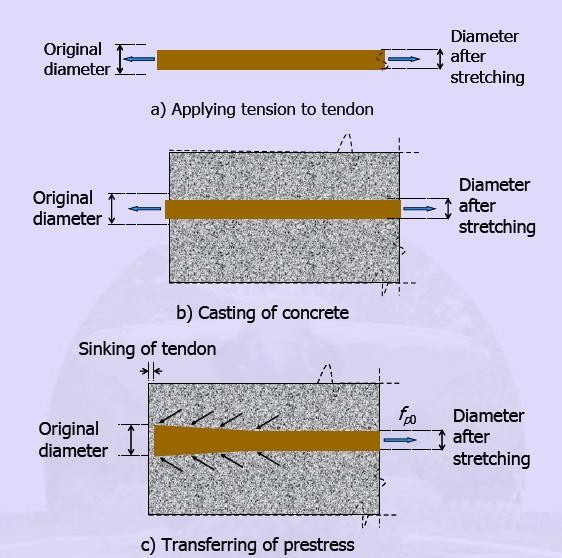 Original
diameter
Diameter
after
stretching
a) Applying tension to tendon
Original
diameter
Diameter
after
stretching
b) Casting of concrete
Sinking of tendon
Original
diameter
fp0
Diameter
after
stretching
c) Transferring of prestress